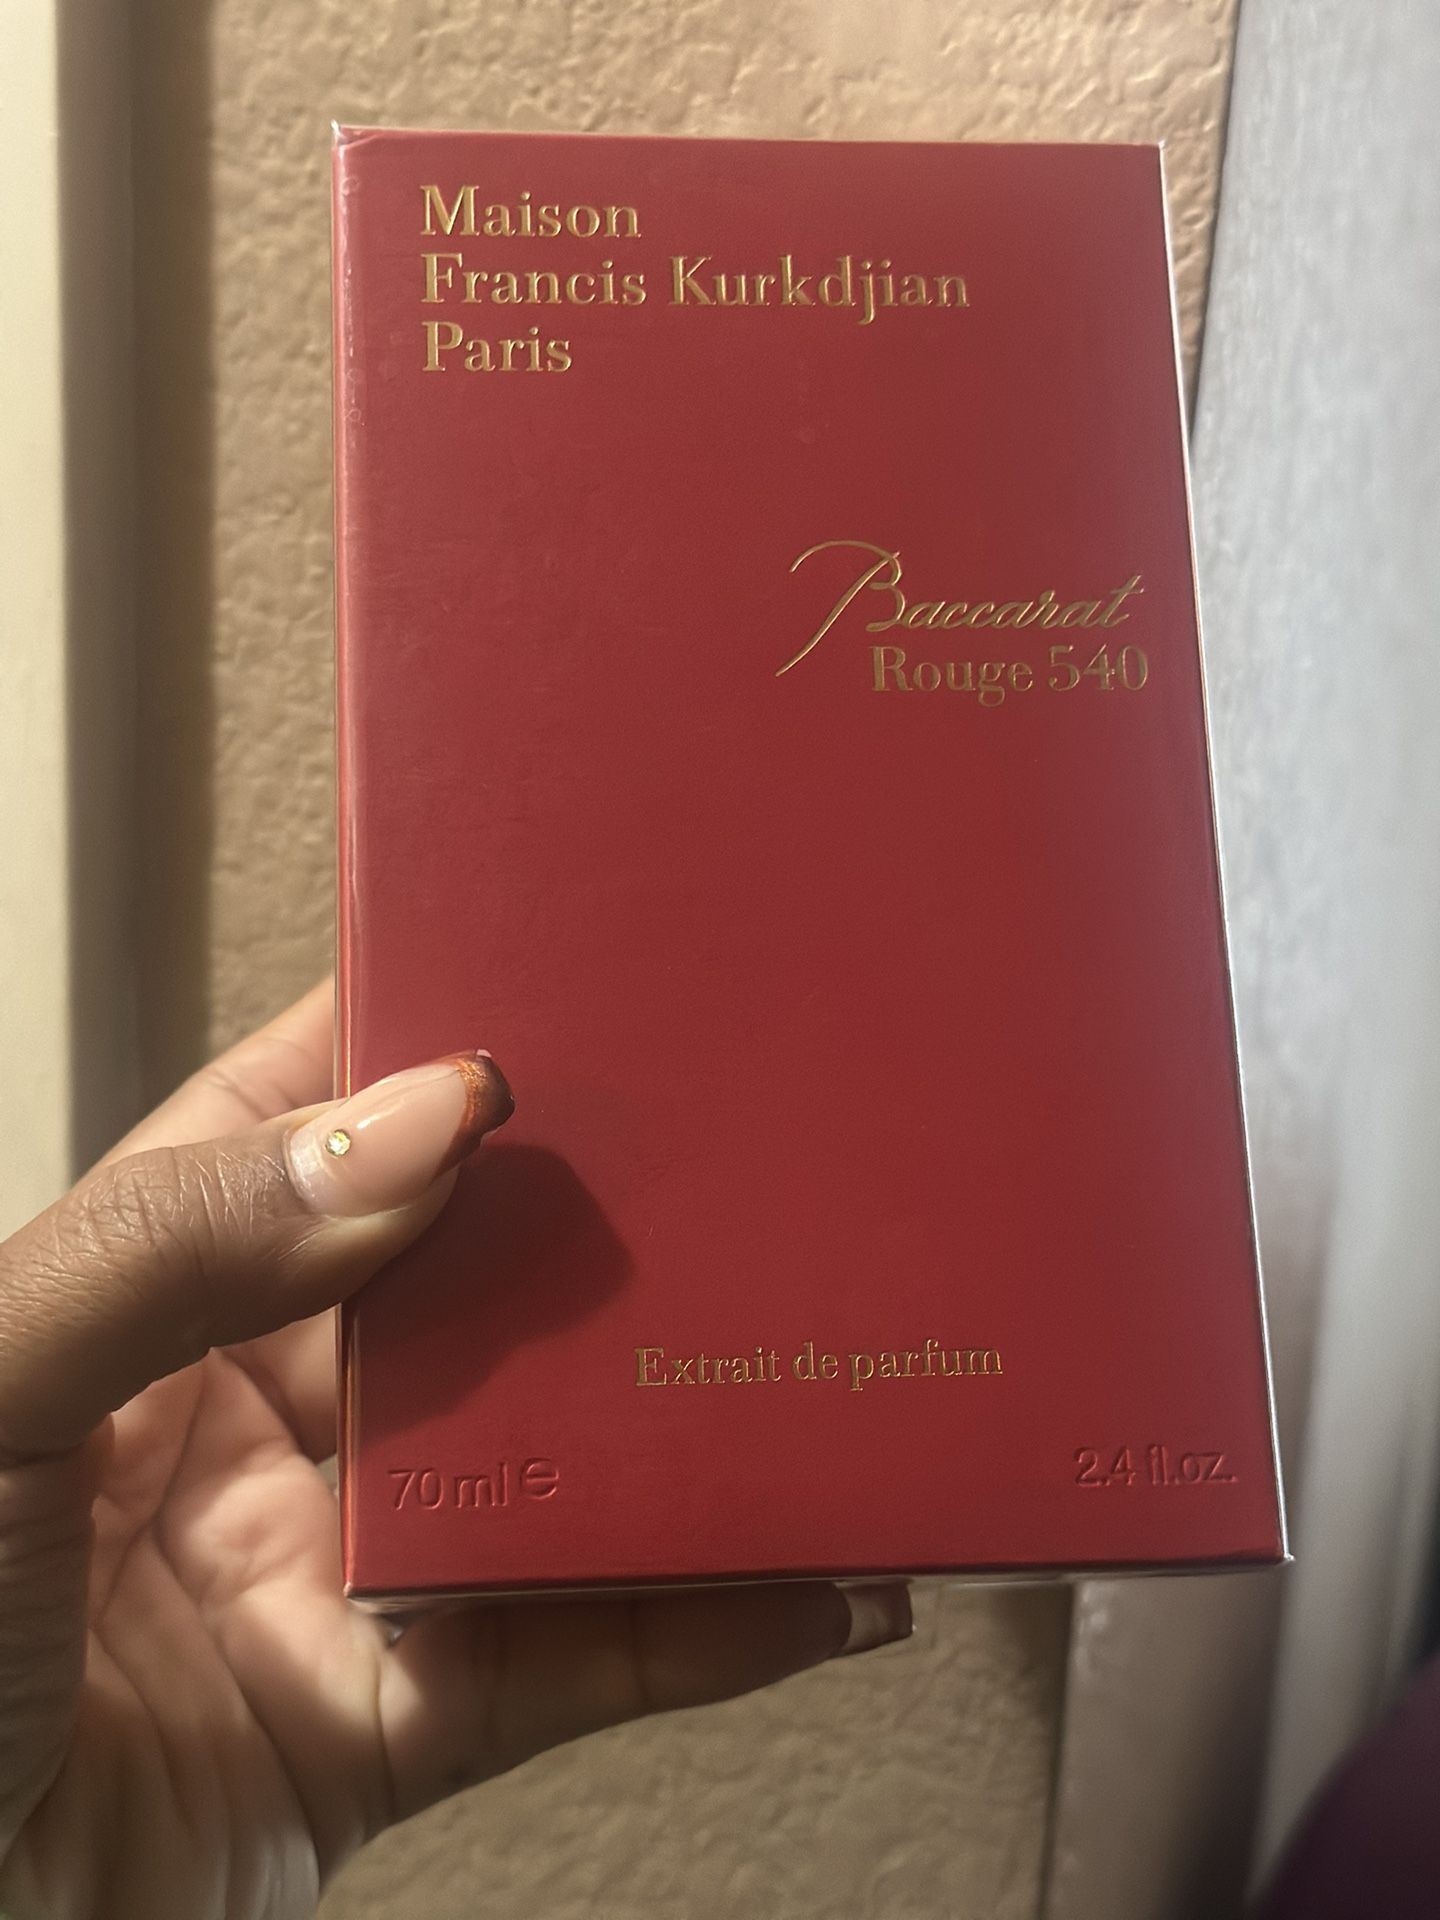 Maison
Francis Kurkdjian
Paris
Baccarat
Rouge 540
Extrait de parfum
70 ml ℮
2.4 fl.oz.